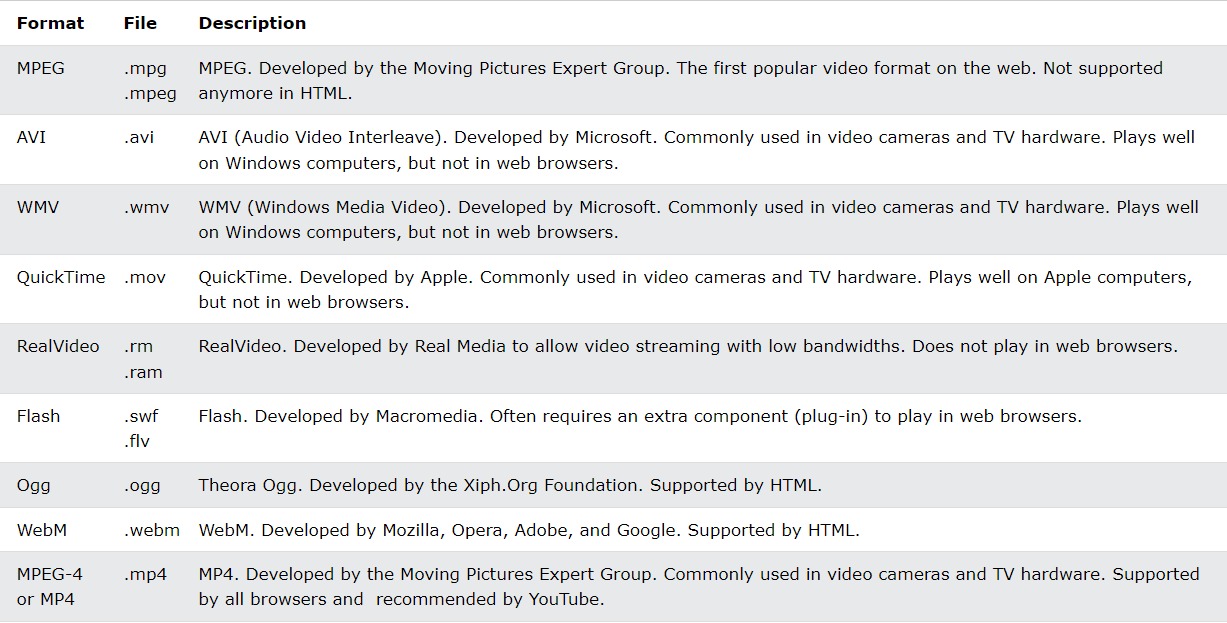 Format File Description
MPEG .mpg MPEG. Developed by the Moving Pictures Expert Group. The first popular video format on the web. Not supported
.mpeg anymore in HTML.
AVI .avi AVI (Audio Video Interleave). Developed by Microsoft. Commonly used in video cameras and TV hardware. Plays well
on Windows computers, but not in web browsers.
WMV .wmv WMV (Windows Media Video). Developed by Microsoft. Commonly used in video cameras and TV hardware. Plays well
on Windows computers, but not in web browsers.
QuickTime .mov QuickTime. Developed by Apple. Commonly used in video cameras and TV hardware. Plays well on Apple computers,
but not in web browsers.
RealVideo .rm RealVideo. Developed by Real Media to allow video streaming with low bandwidths. Does not play in web browsers.
.ram
Flash .swf Flash. Developed by Macromedia. Often requires an extra component (plug-in) to play in web browsers.
.flv
Ogg .ogg Theora Ogg. Developed by the Xiph.Org Foundation. Supported by HTML.
WebM .webm WebM. Developed by Mozilla, Opera, Adobe, and Google. Supported by HTML.
MPEG-4 .mp4 MP4. Developed by the Moving Pictures Expert Group. Commonly used in video cameras and TV hardware. Supported
or MP4 by all browsers and  recommended by YouTube.